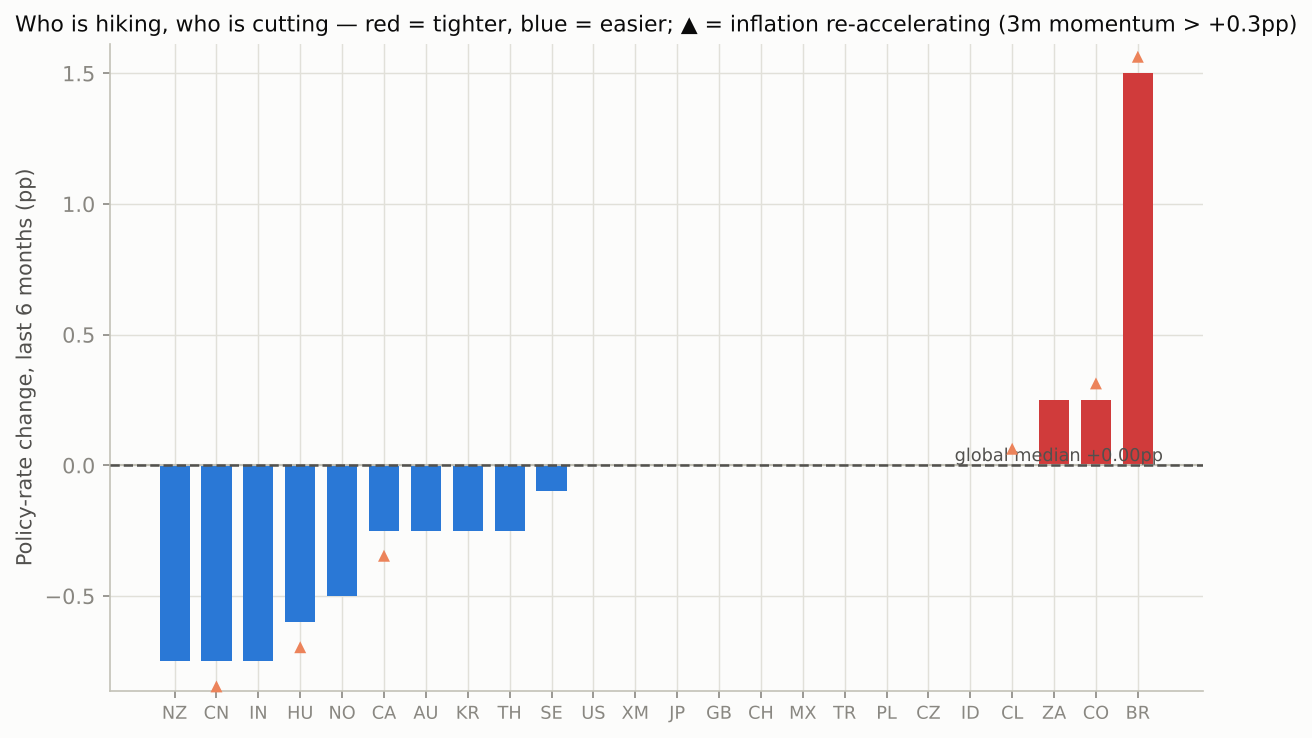 Who is hiking, who is cutting — red = tighter, blue = easier; ▲ = inflation re-accelerating (3m momentum > +0.3pp)
Policy-rate change, last 6 months (pp)
1.5
1.0
0.5
0.0
−0.5
global median +0.00pp
NZ CN IN HU NO CA AU KR TH SE US XM JP GB CH MX TR PL CZ ID CL ZA CO BR